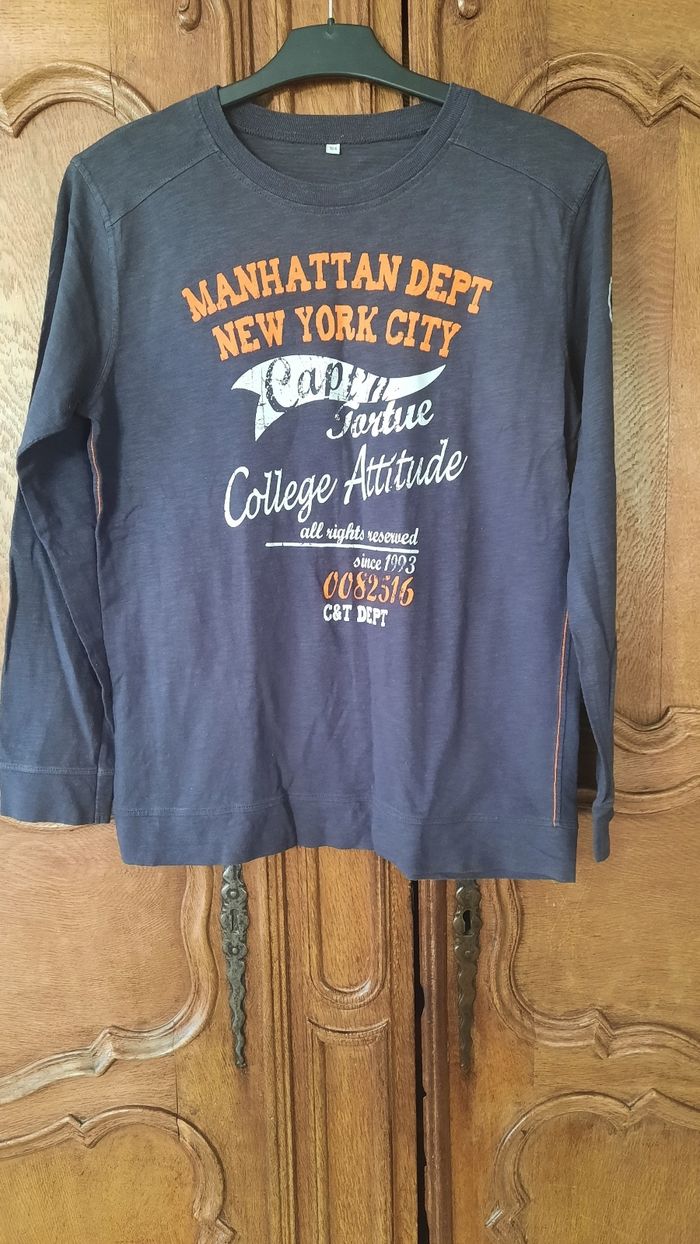 MANHATTAN DEPT
NEW YORK CITY
Tortue
College Attitude
all rights reserved
since 1993
0082516
C&T DEPT